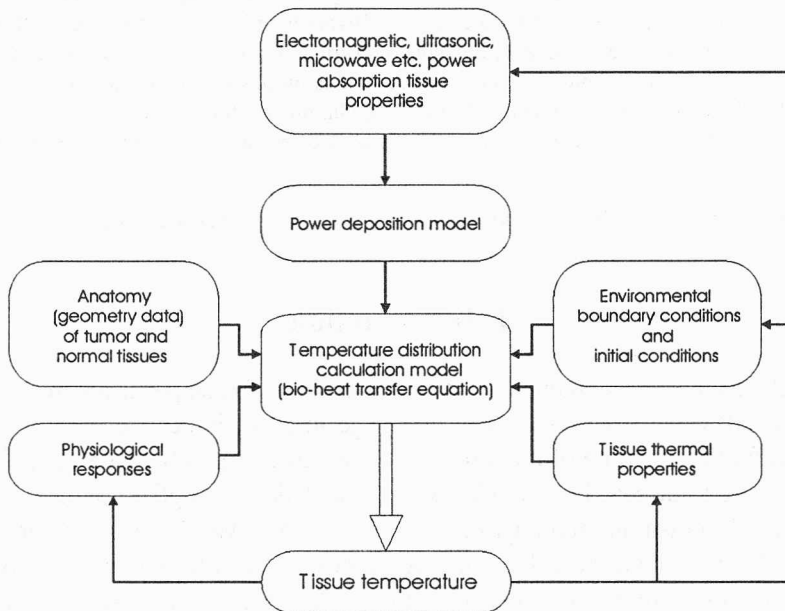 Electromagnetic, ultrasonic,
microwave etc. power
absorption tissue
properties
Power deposition model
Anatomy
(geometry data)
of tumor and
normal tissues
Environmental
boundary conditions
and
initial conditions
Temperature distribution
calculation model
(bio-heat transfer equation)
Physiological
responses
Tissue thermal
properties
Tissue temperature